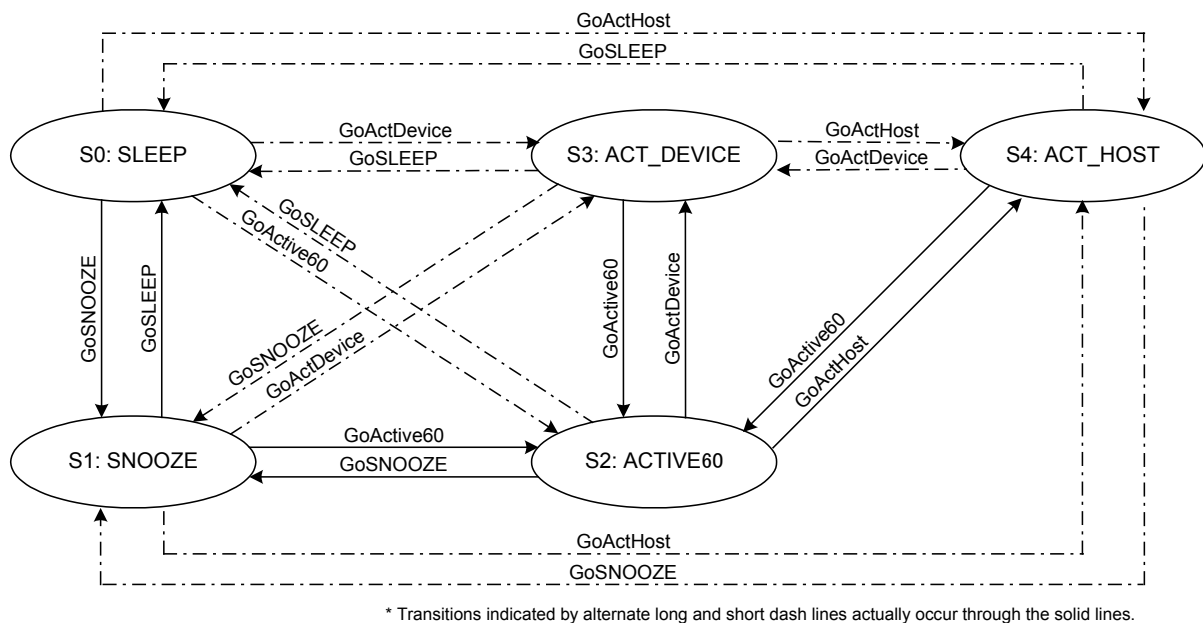 GoActHost
GoSLEEP
S0: SLEEP
GoActDevice
GoSLEEP
S3: ACT_DEVICE
GoActHost
GoActDevice
S4: ACT_HOST
GoSNOOZE
GoSLEEP
GoActive60
GoSLEEP
GoSNOOZE
GoActDevice
GoActive60
GoActDevice
GoActive60
GoActHost
S1: SNOOZE
GoActive60
GoSNOOZE
S2: ACTIVE60
GoActHost
GoSNOOZE
* Transitions indicated by alternate long and short dash lines actually occur through the solid lines.